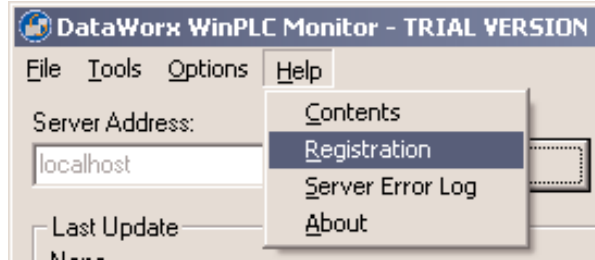 DataWorx WinPLC Monitor - TRIAL VERSION
File Tools Options Help
Contents
Server Address:
Registration
localhost
Server Error Log
About
Last Update
None